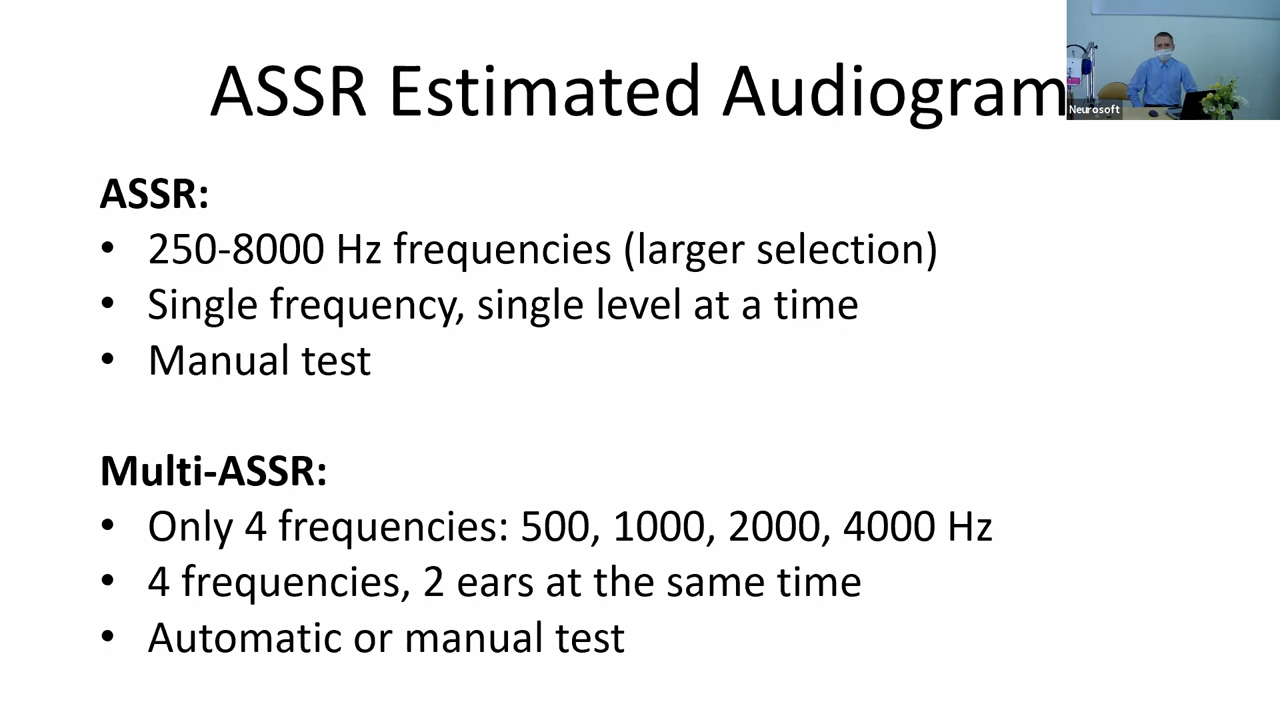 ASSR Estimated Audiogram
Neurosoft
ASSR:
• 250-8000 Hz frequencies (larger selection)
• Single frequency, single level at a time
• Manual test
Multi-ASSR:
• Only 4 frequencies: 500, 1000, 2000, 4000 Hz
• 4 frequencies, 2 ears at the same time
• Automatic or manual test